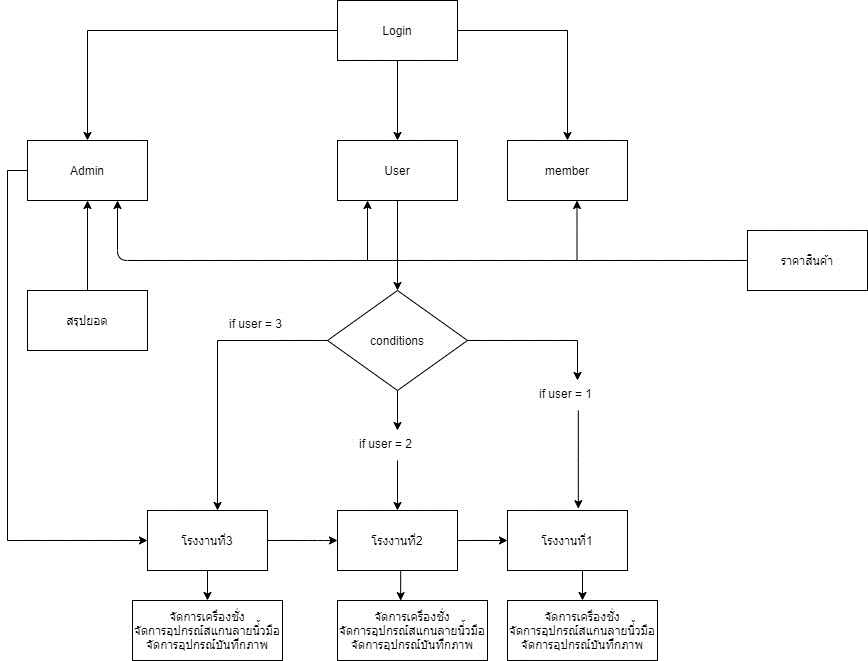 Login
Admin
User
member
ราคาสินค้า
สรุปยอด
if user = 3
conditions
if user = 1
if user = 2
โรงงานที่3
โรงงานที่2
โรงงานที่1
จัดการเครื่องชั่ง
จัดการอุปกรณ์สแกนลายนิ้วมือ
จัดการอุปกรณ์บันทึกภาพ
จัดการเครื่องชั่ง
จัดการอุปกรณ์สแกนลายนิ้วมือ
จัดการอุปกรณ์บันทึกภาพ
จัดการเครื่องชั่ง
จัดการอุปกรณ์สแกนลายนิ้วมือ
จัดการอุปกรณ์บันทึกภาพ